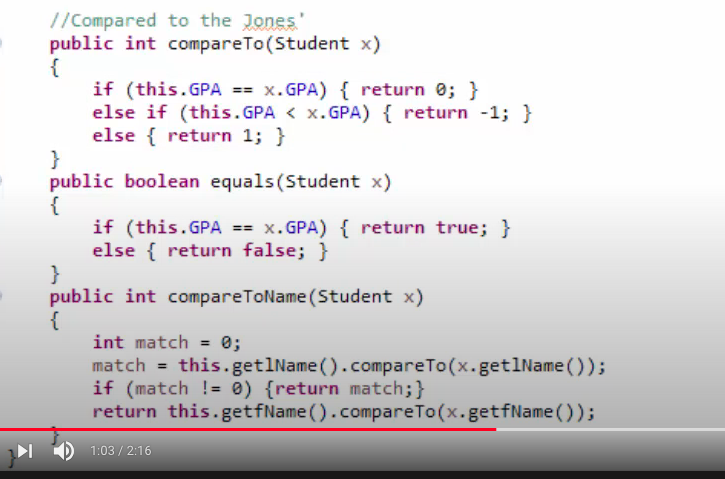 //Compared to the Jones'
public int compareTo(Student x)
{
if (this.GPA == x.GPA) { return 0; }
else if (this.GPA < x.GPA) { return -1; }
else { return 1; }
}
public boolean equals(Student x)
{
if (this.GPA == x.GPA) { return true; }
else { return false; }
}
public int compareToName(Student x)
{
int match = 0;
match = this.getlName().compareTo(x.getlName());
if (match != 0) {return match;}
return this.getfName().compareTo(x.getfName());
}
}
1:03 / 2:16